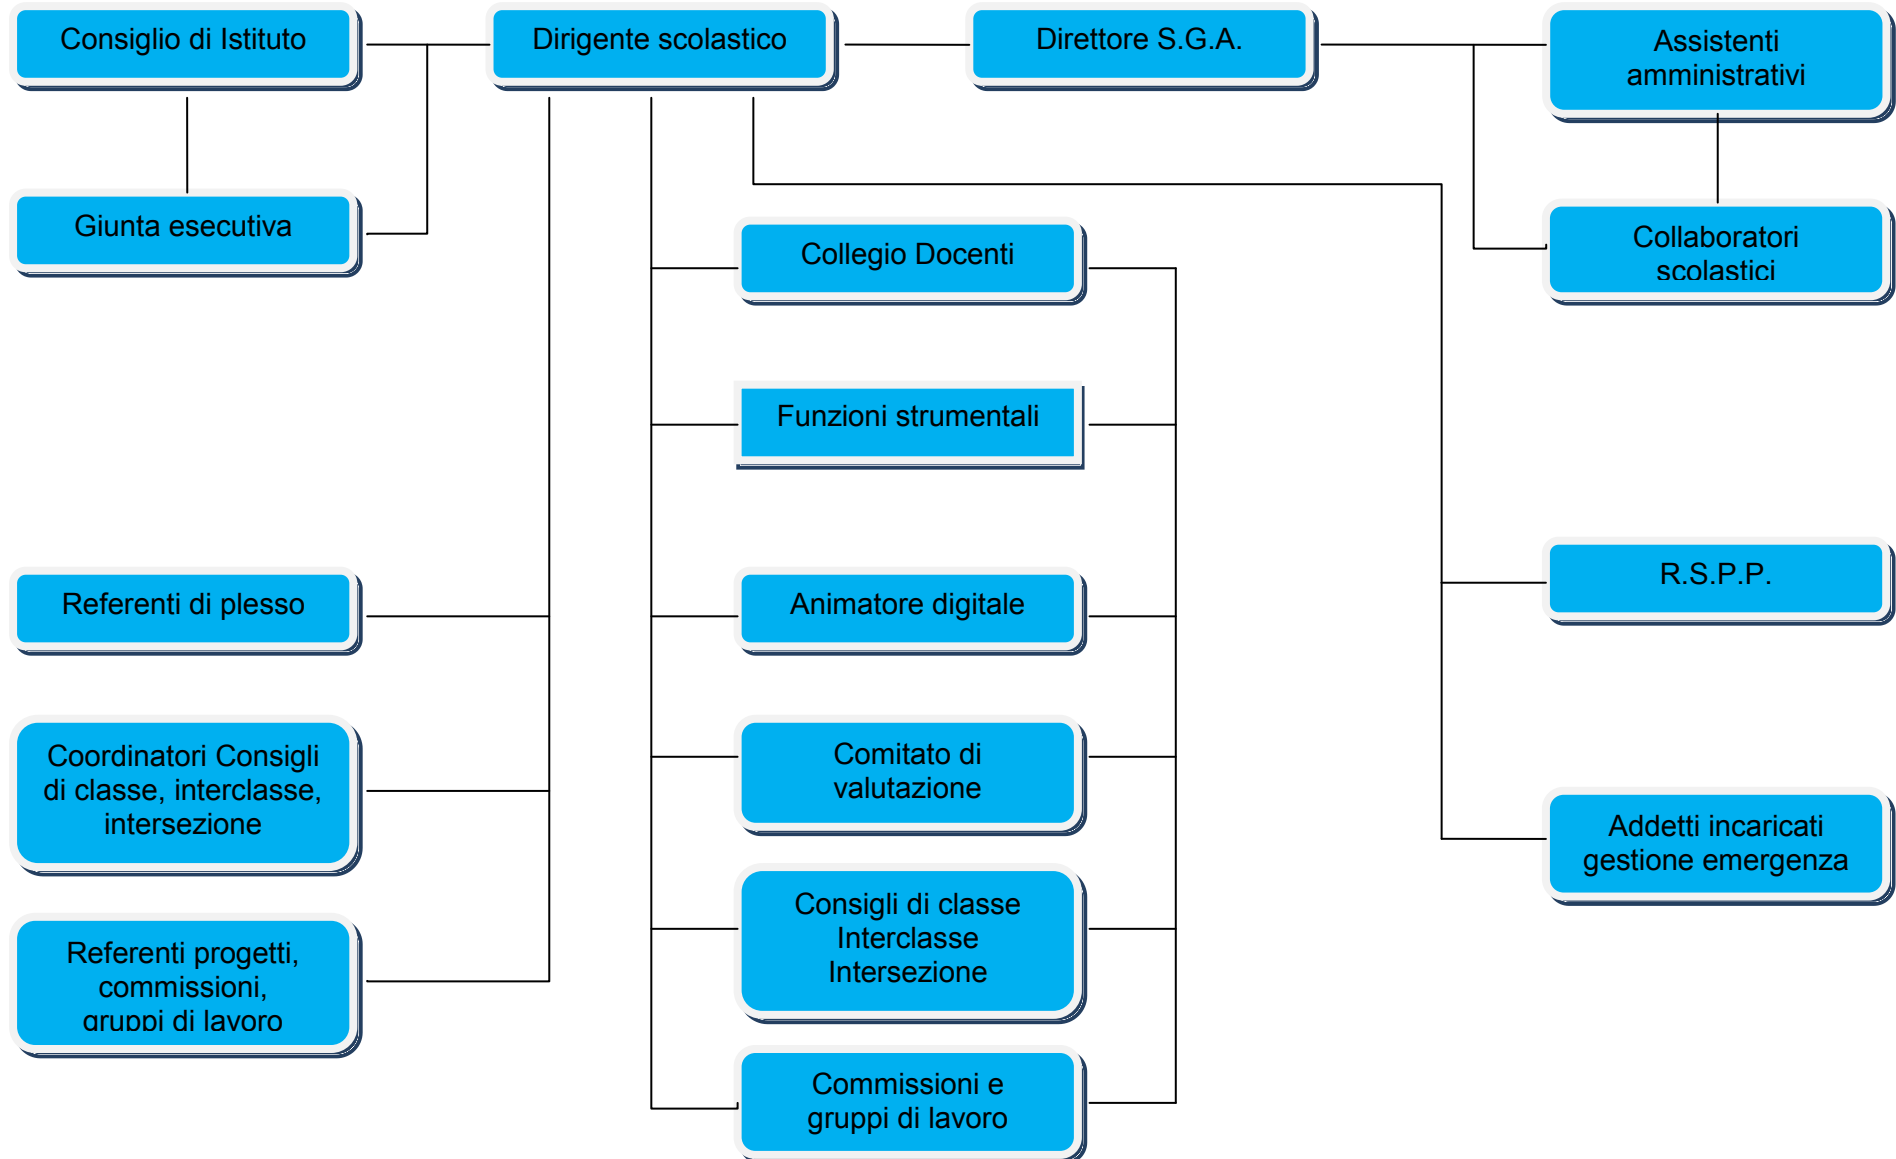 Consiglio di Istituto
Dirigente scolastico
Direttore S.G.A.
Assistenti
amministrativi
Giunta esecutiva
Collegio Docenti
Collaboratori
scolastici
Funzioni strumentali
Referenti di plesso
Animatore digitale
R.S.P.P.
Coordinatori Consigli
di classe, interclasse,
intersezione
Comitato di
valutazione
Addetti incaricati
gestione emergenza
Referenti progetti,
commissioni,
gruppi di lavoro
Consigli di classe
Interclasse
Intersezione
Commissioni e
gruppi di lavoro